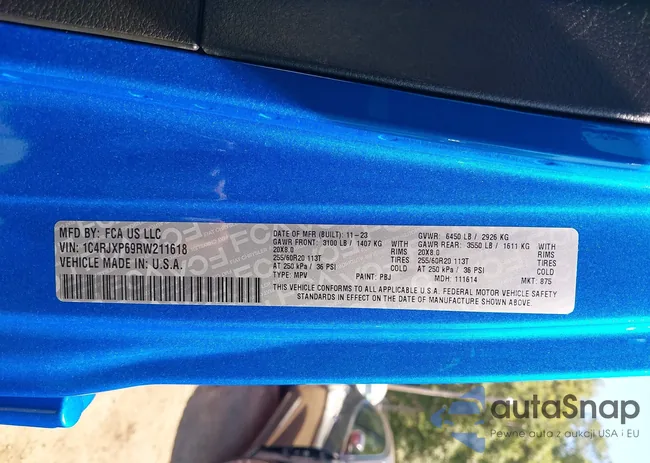 MFD BY: FCA US LLC
VIN: 1C4RJXP69RW211618
VEHICLE MADE IN: U.S.A.
DATE OF MFR (BUILT): 11-23
GVWR: 6450 LB / 2926 KG
GAWR FRONT: 3100 LB / 1407 KG WITH
GAWR REAR: 3550 LB / 1611 KG WITH
20X8.0 RIMS
20X8.0 RIMS
255/60R20 113T TIRES
255/60R20 113T TIRES
AT 250 kPa / 36 PSI COLD
AT 250 kPa / 36 PSI COLD
TYPE: MPV PAINT: PBJ MDH: 111614 MKT: 875
THIS VEHICLE CONFORMS TO ALL APPLICABLE U.S.A. FEDERAL MOTOR VEHICLE SAFETY
STANDARDS IN EFFECT ON THE DATE OF MANUFACTURE SHOWN ABOVE.
autoSnap
Pewne auta z aukcji USA i EU